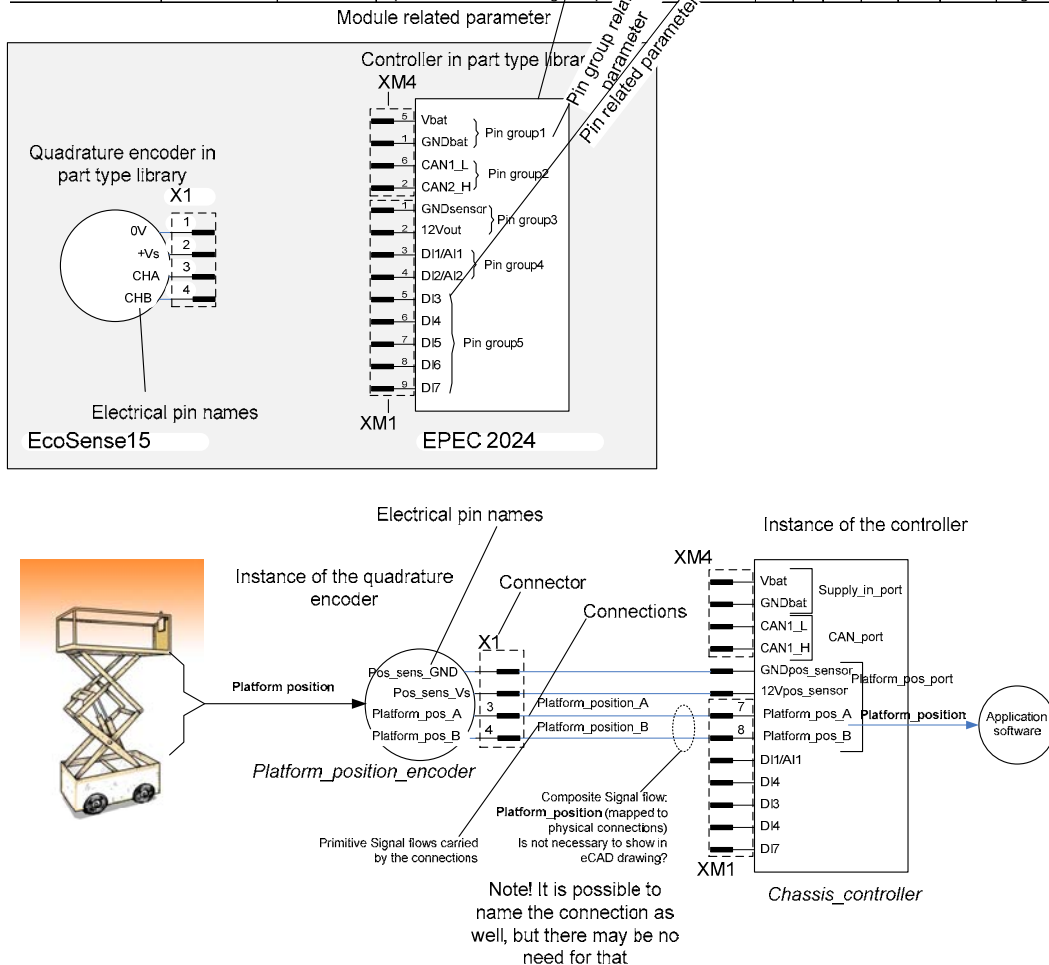 Module related parameter
Pin group rela
parameter
Pin related parameter
Controller in part type librar
XM4
5 Vbat
1 GNDbat
Pin group1
6 CAN1_L
2 CAN2_H
Pin group2
1 GNDsensor
2 12Vout
Pin group3
3 DI1/AI1
4 DI2/AI2
Pin group4
5 DI3
6 DI4
7 DI5
8 DI6
9 DI7
Pin group5
XM1
EPEC 2024
Quadrature encoder in
part type library
X1
0V 1
+Vs 2
CHA 3
CHB 4
Electrical pin names
EcoSense15
Electrical pin names
Instance of the controller
Instance of the quadrature
encoder
Connector
Connections
X1
Platform position
Pos_sens_GND
Pos_sens_Vs
Platform_pos_A 3
Platform_pos_B 4
Platform_position_A
Platform_position_B
Platform_position_encoder
Primitive Signal flows carried
by the connections
Composite Signal flow:
Platform_position (mapped to
physical connections)
Is not necessary to show in
eCAD drawing?
Note! It is possible to
name the connection as
well, but there may be no
need for that
XM4
Vbat
GNDbat
Supply_in_port
CAN1_L
CAN1_H
CAN_port
GNDpos_sensor
12Vpos_sensor
Platform_pos_port
7 Platform_pos_A
8 Platform_pos_B
Platform_position
DI1/AI1
DI4
DI3
DI4
DI7
XM1
Chassis_controller
Application
software